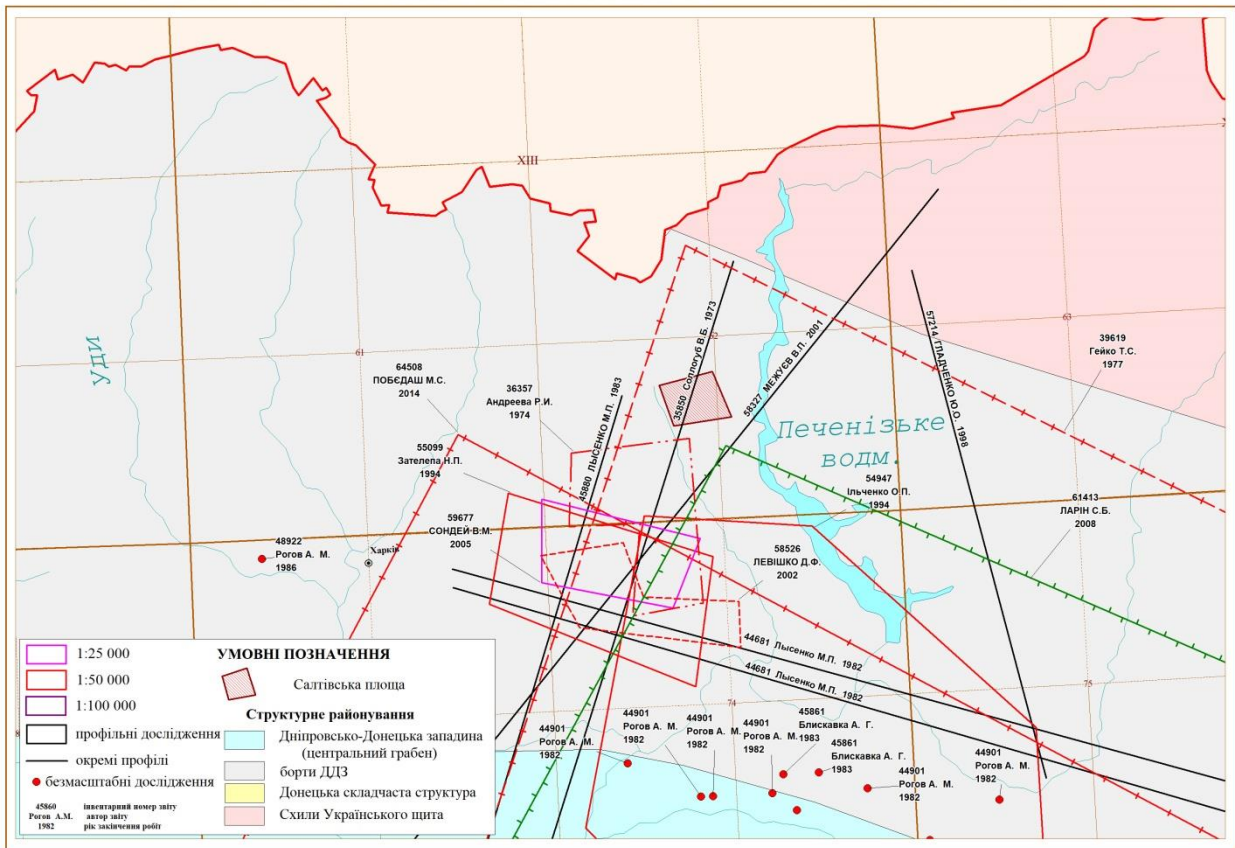 XIII
X
УДИ
61
62
63
39619
Гейко Т.С.
1977
64508
ПОБЄДАШ М.С.
2014
36357
Андреева Р.И.
1974
45880 ЛЫСЕНКО М.П. 1983
35850 Соллогуб В.Б. 1973
58327 МЕЖУЄВ В.П. 2001
57214 ГЛАДЧЕНКО Ю.О. 1998
Печенізьке
водм.
55099
Зателепа Н.П.
1994
54947
Ільченко О.П.
1994
61413
ЛАРІН С.Б.
2008
59677
СОНДЕЙ В.М.
2005
58526
ЛЕВІШКО Д.Ф.
2002
48922
Рогов А. М.
1986
Харків
44681 Лысенко М.П. 1982
44681 Лысенко М.П. 1982
74
75
44901
Рогов А. М.
1982
44901
Рогов А. М.
1982
44901
Рогов А. М.
1982
44901
Рогов А. М.
1982
45861
Блискавка А. Г.
1983
45861
Блискавка А. Г.
1983
44901
Рогов А. М.
1982
44901
Рогов А. М.
1982
УМОВНІ ПОЗНАЧЕННЯ
1:25 000
1:50 000
1:100 000
профільні дослідження
окремі профілі
безмасштабні дослідження
45860 інвентарний номер звіту
Рогов А.М. автор звіту
1982 рік закінчення робіт
Салтівська площа
Структурне районування
Дніпровсько-Донецька западина
(центральний грабен)
борти ДДЗ
Донецька складчаста структура
Схили Українського щита